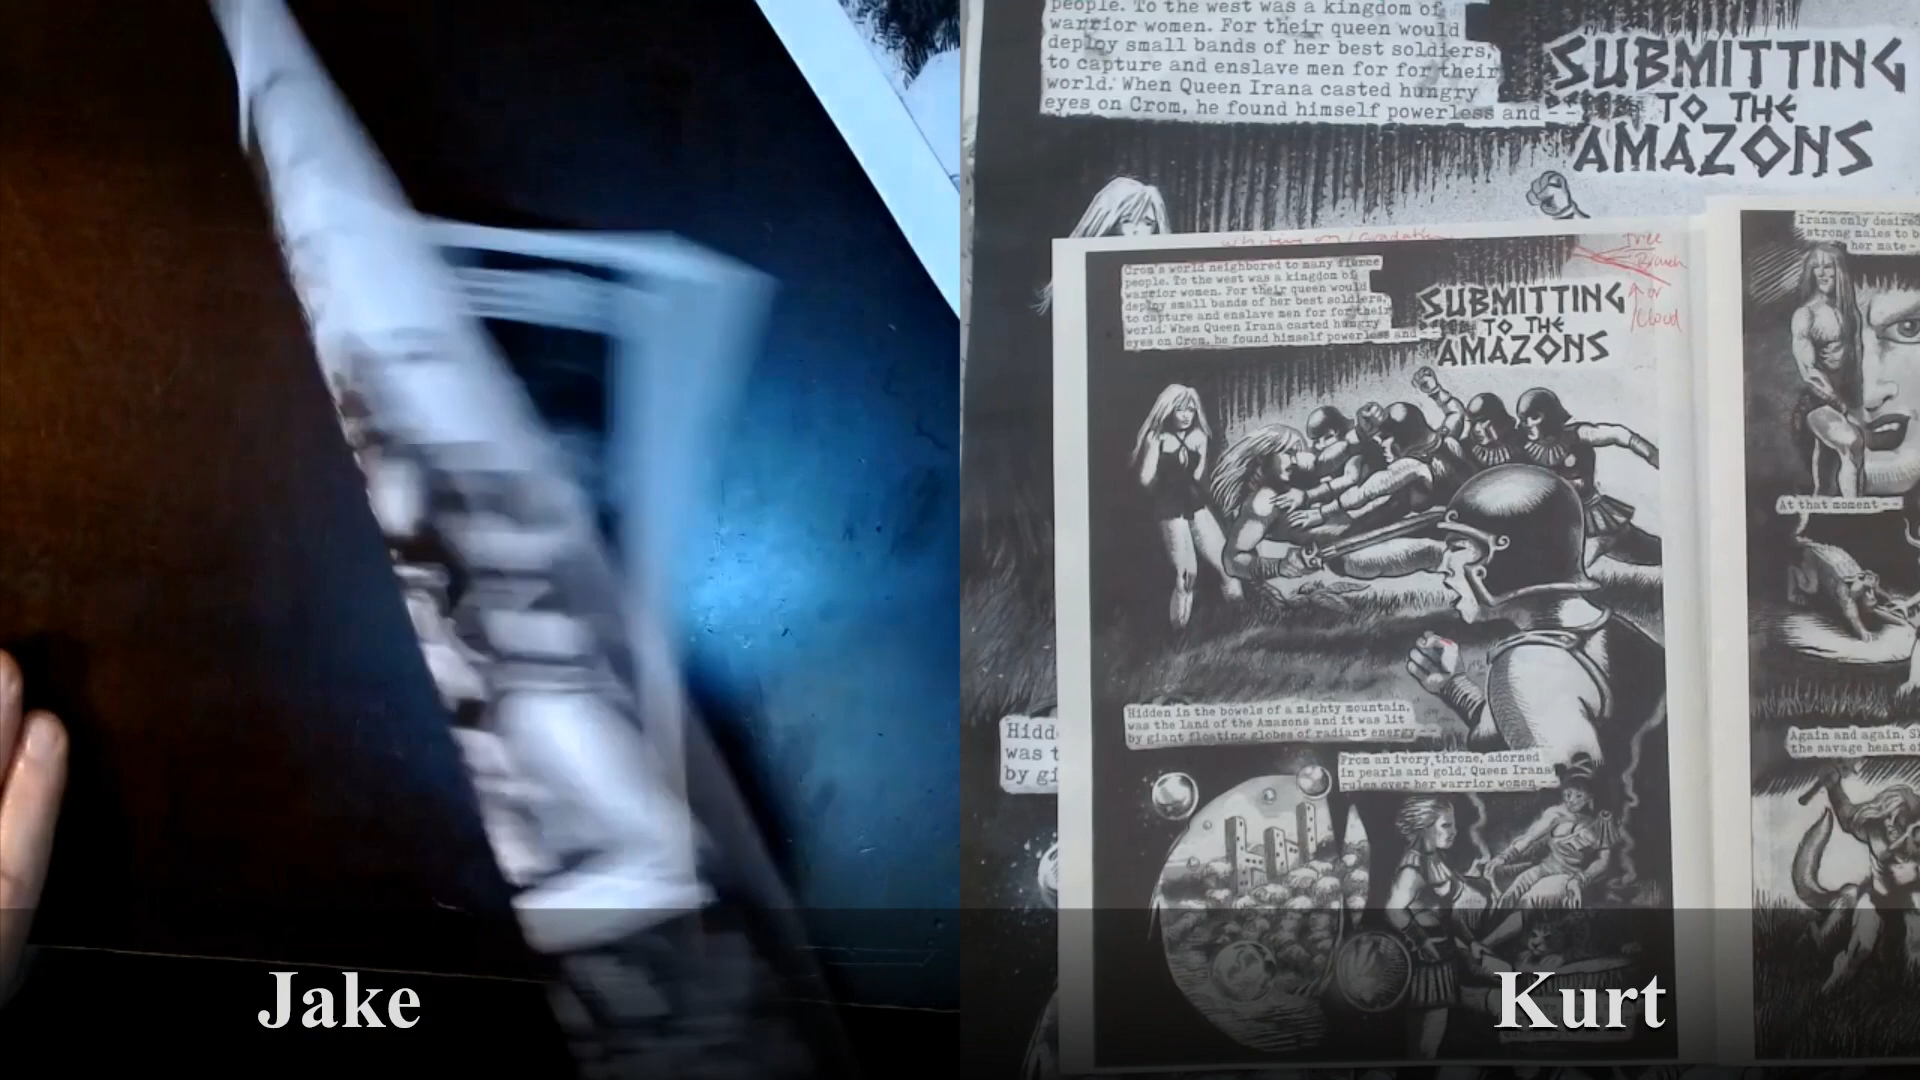 people. To the west was a kingdom of
warrior women. For their queen would
deploy small bands of her best soldiers,
to capture and enslave men for for their
world. When Queen Irana casted hungry
eyes on Crom, he found himself powerless and --
SUBMITTING
TO THE
AMAZONS
Hidd
was t
by gi
Tree
Branch
or
Cloud
Crom's world neighbored to many fierce
people. To the west was a kingdom of
warrior women. For their queen would
deploy small bands of her best soldiers,
to capture and enslave men for for their
world. When Queen Irana casted hungry
eyes on Crom, he found himself powerless and --
SUBMITTING
TO THE
AMAZONS
Hidden in the bowels of a mighty mountain,
was the Land of the Amazons and it was lit
by giant floating globes of radiant energy --
From an ivory throne, adorned
in pearls and gold, Queen Irana
rules over her warrior women --
Irana only desired
strong males to b
her mate -
At that moment --
Again and again, S
the savage heart of
Jake
Kurt